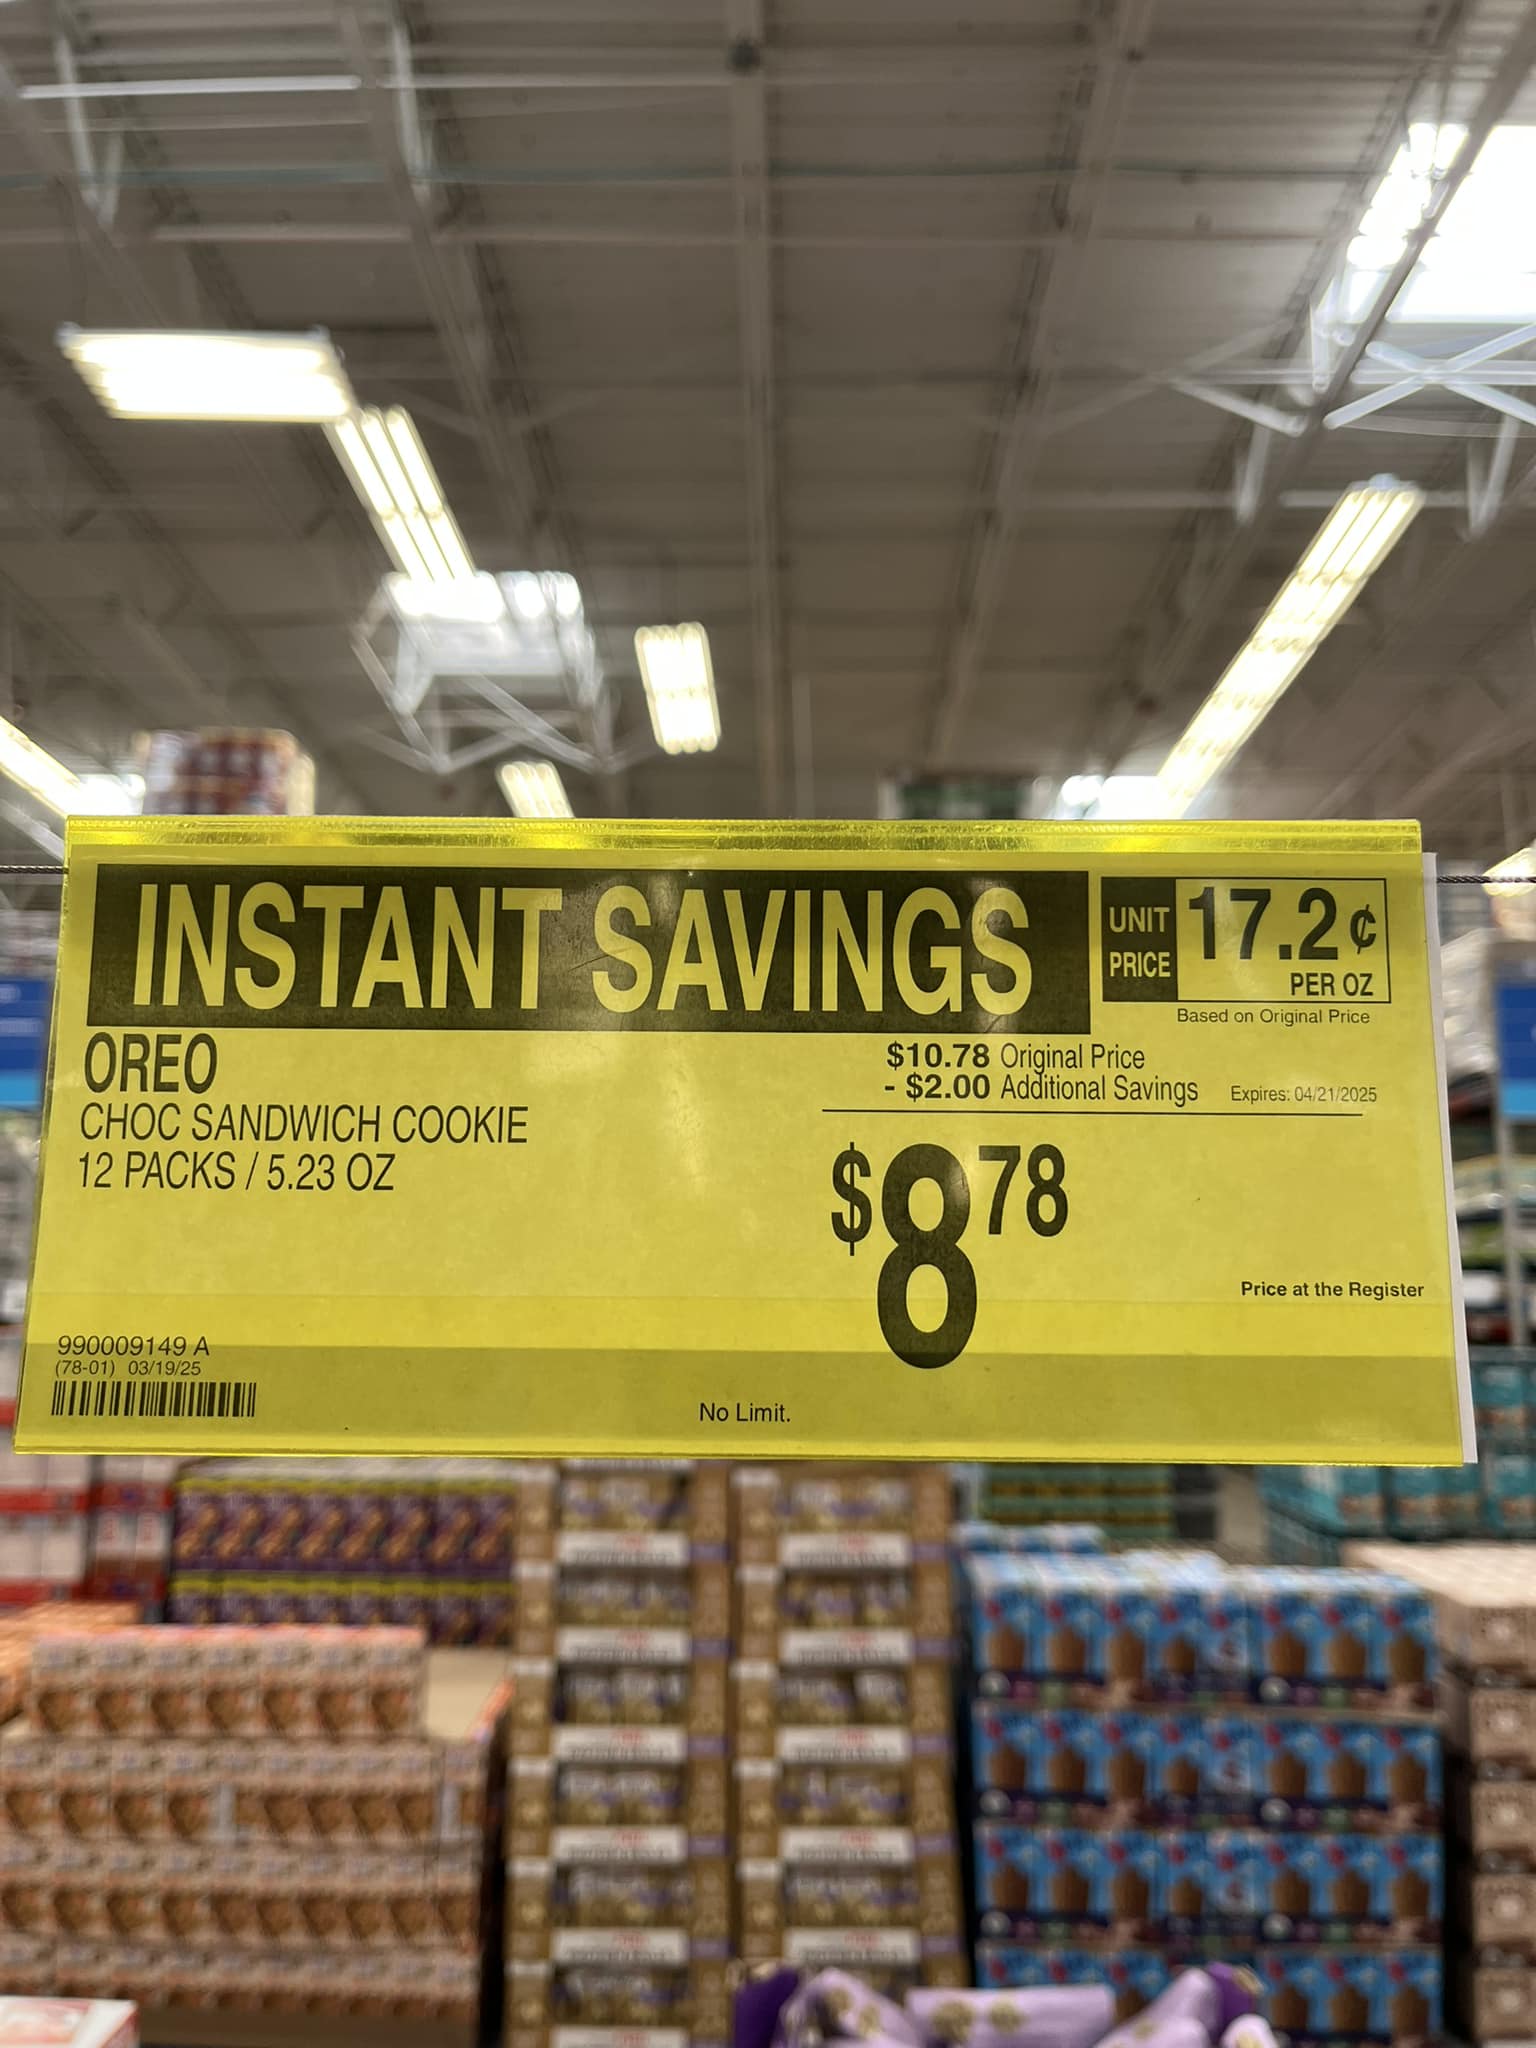 INSTANT SAVINGS
UNIT PRICE
17.2¢
PER OZ
Based on Original Price
OREO
CHOC SANDWICH COOKIE
12 PACKS / 5.23 OZ
$10.78 Original Price
- $2.00 Additional Savings Expires: 04/21/2025
$8 78
Price at the Register
990009149 A
(78-01) 03/19/25
No Limit.